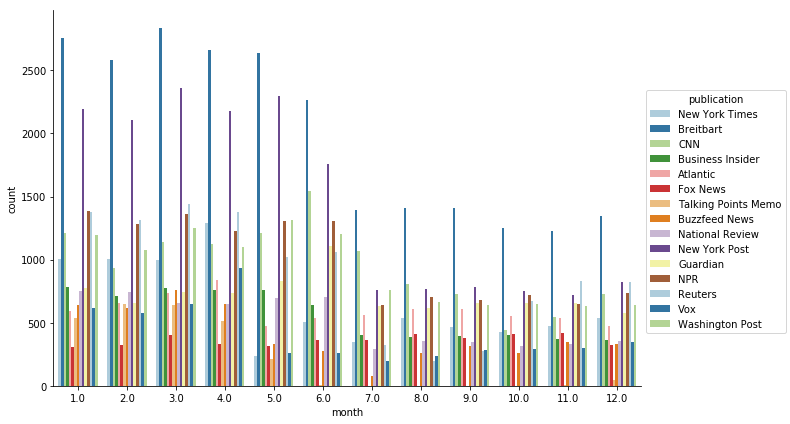 2500
2000
1500
1000
500
0
count
1.0 2.0 3.0 4.0 5.0 6.0 7.0 8.0 9.0 10.0 11.0 12.0
month
publication
New York Times
Breitbart
CNN
Business Insider
Atlantic
Fox News
Talking Points Memo
Buzzfeed News
National Review
New York Post
Guardian
NPR
Reuters
Vox
Washington Post